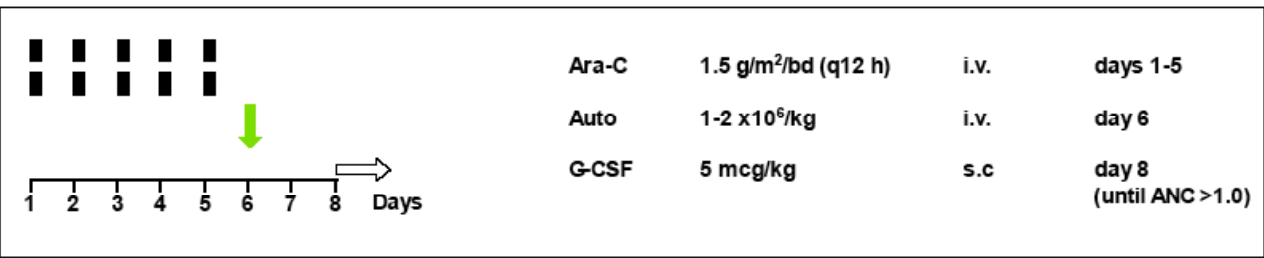 Ara-C 1.5 g/m²/bd (q12 h) i.v. days 1-5
Auto 1-2 x10⁶/kg i.v. day 6
G-CSF 5 mcg/kg s.c day 8
(until ANC >1.0)
1 2 3 4 5 6 7 8 Days